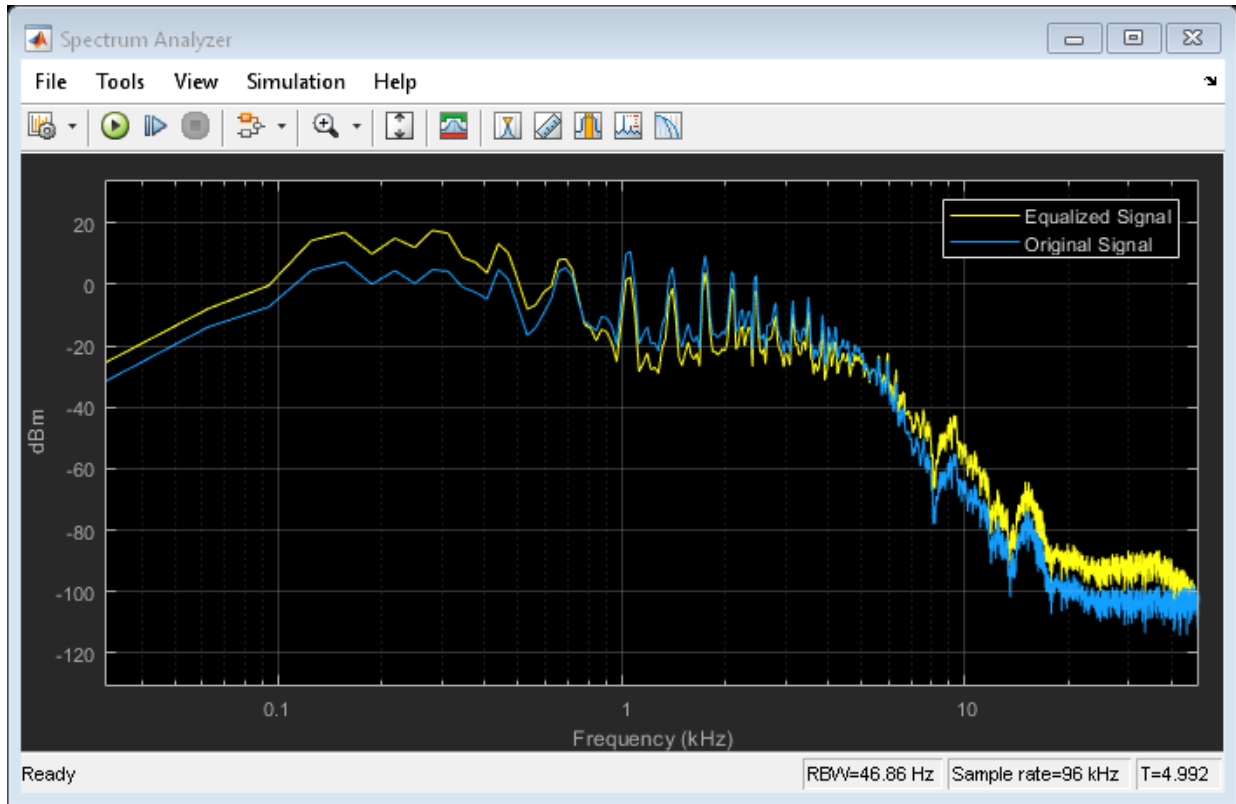 Spectrum Analyzer
File Tools View Simulation Help
Equalized Signal
Original Signal
20
0
-20
-40
-60
-80
-100
-120
dBm
0.1 1 10
Frequency (kHz)
Ready RBW=46.86 Hz Sample rate=96 kHz T=4.992